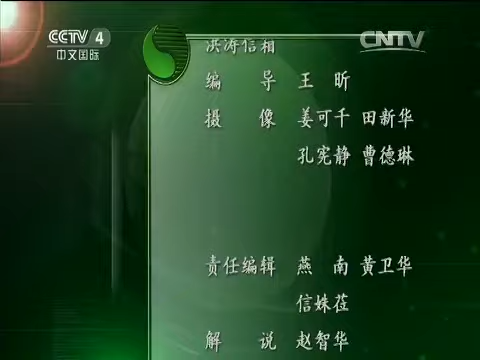 CCTV 4
中文国际
CNTV
洪涛信相
编 导 王 昕
摄 像 姜可千 田新华
孔宪静 曹德琳
责任编辑 燕 南 黄卫华
信姝荭
解 说 赵智华